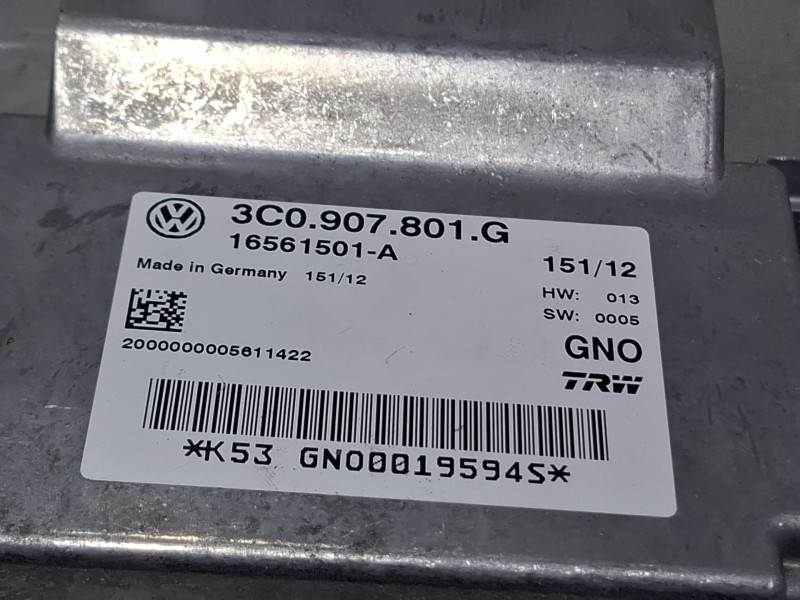 3C0.907.801.G
16561501-A
151/12
Made in Germany 151/12
HW: 013
SW: 0005
GNO
2000000005611422
TRW
*K53 GNO0019594S*